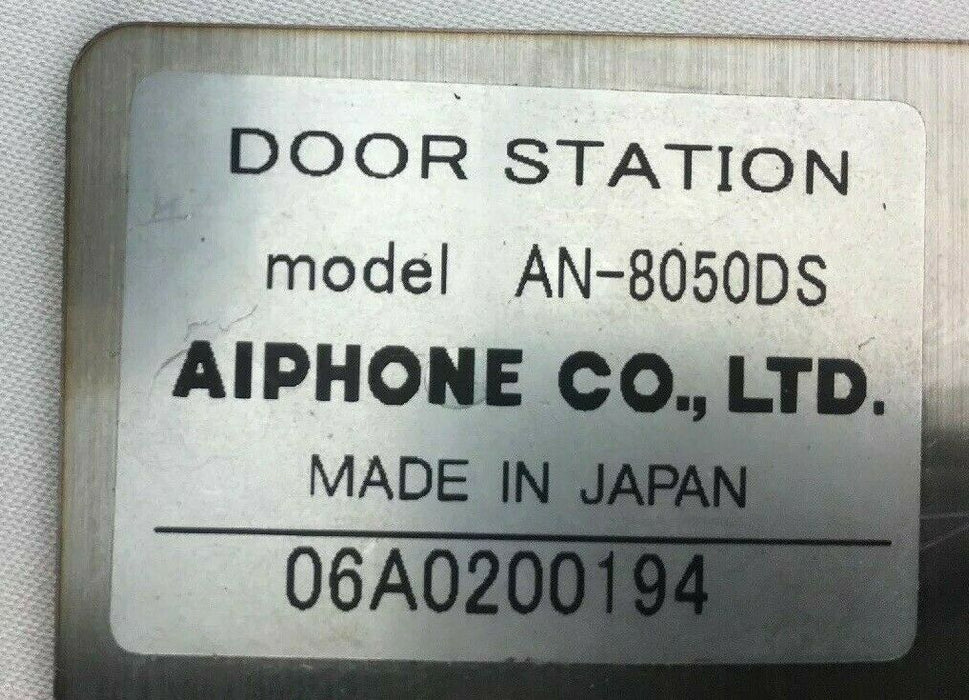 DOOR STATION
model AN-8050DS
AIPHONE CO., LTD.
MADE IN JAPAN
06A0200194